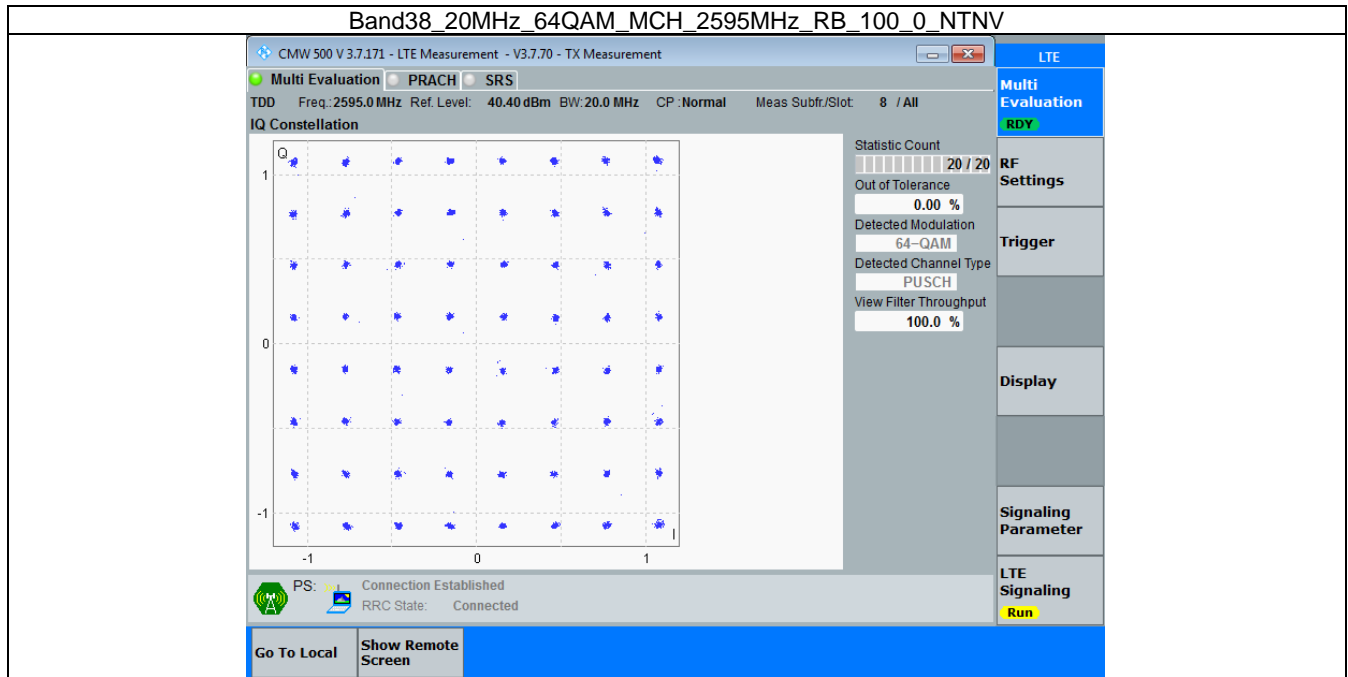 Band38_20MHz_64QAM_MCH_2595MHz_RB_100_0_NTNV
CMW 500 V 3.7.171 - LTE Measurement - V3.7.70 - TX Measurement
LTE
Multi Evaluation PRACH SRS
Multi
Evaluation
RDY
TDD Freq.: 2595.0 MHz Ref. Level: 40.40 dBm BW: 20.0 MHz CP : Normal Meas Subfr./Slot: 8 / All
IQ Constellation
Q
1
0
-1
-1 0 1
I
Statistic Count
20 / 20
Out of Tolerance
0.00 %
Detected Modulation
64-QAM
Detected Channel Type
PUSCH
View Filter Throughput
100.0 %
RF
Settings
Trigger
Display
Signaling
Parameter
LTE
Signaling
Run
PS: Connection Established
RRC State: Connected
Go To Local
Show Remote
Screen